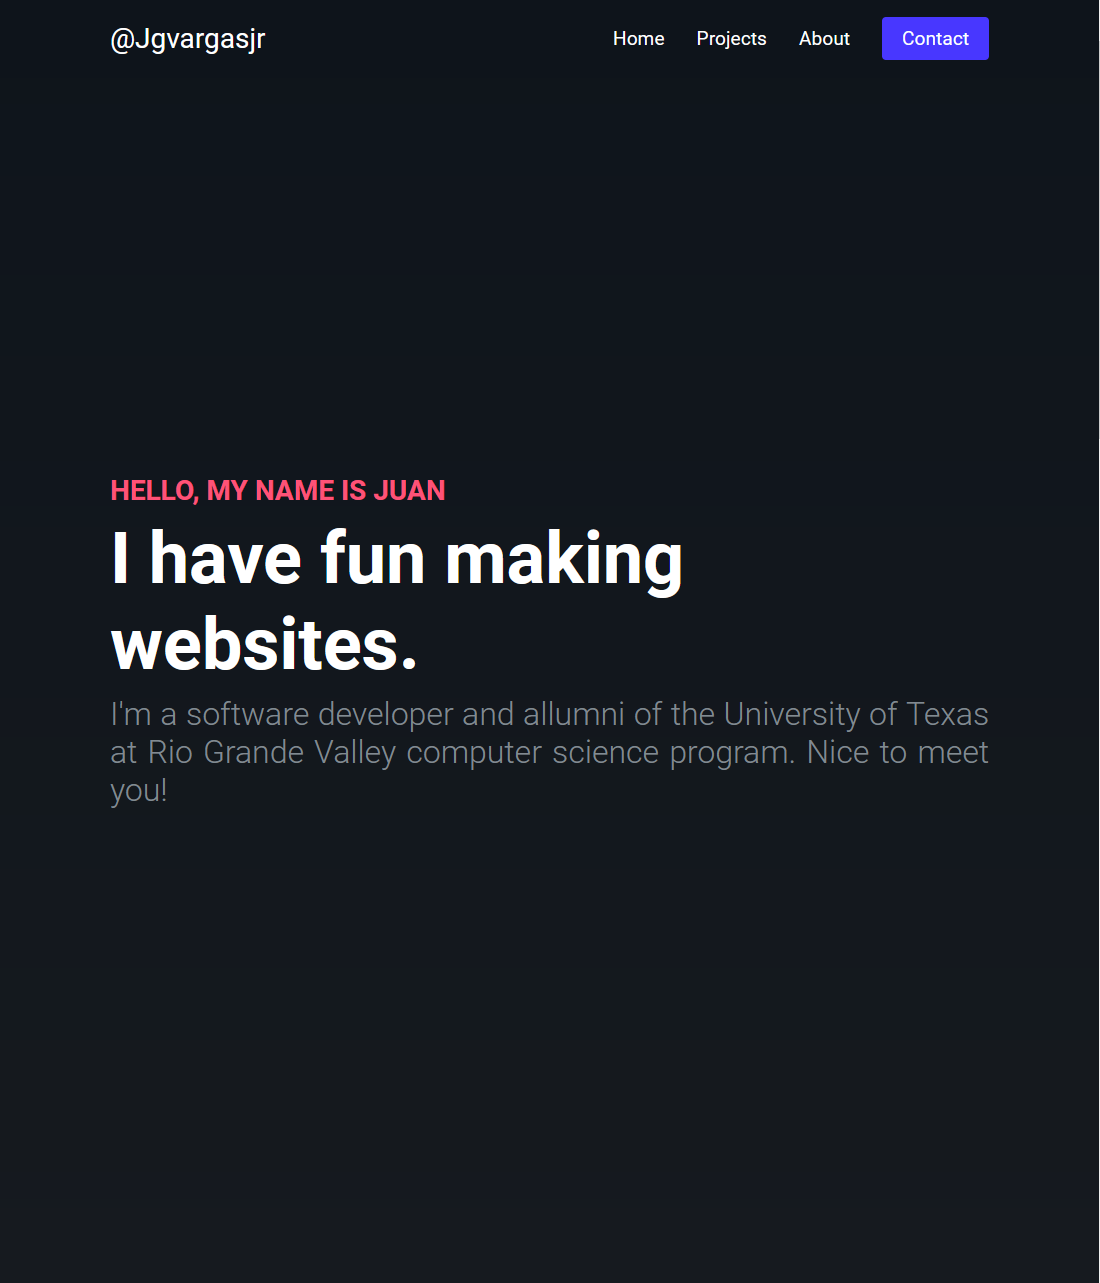 @Jgvargasjr
Home Projects About Contact
HELLO, MY NAME IS JUAN
I have fun making
websites.
I'm a software developer and allumni of the University of Texas
at Rio Grande Valley computer science program. Nice to meet
you!